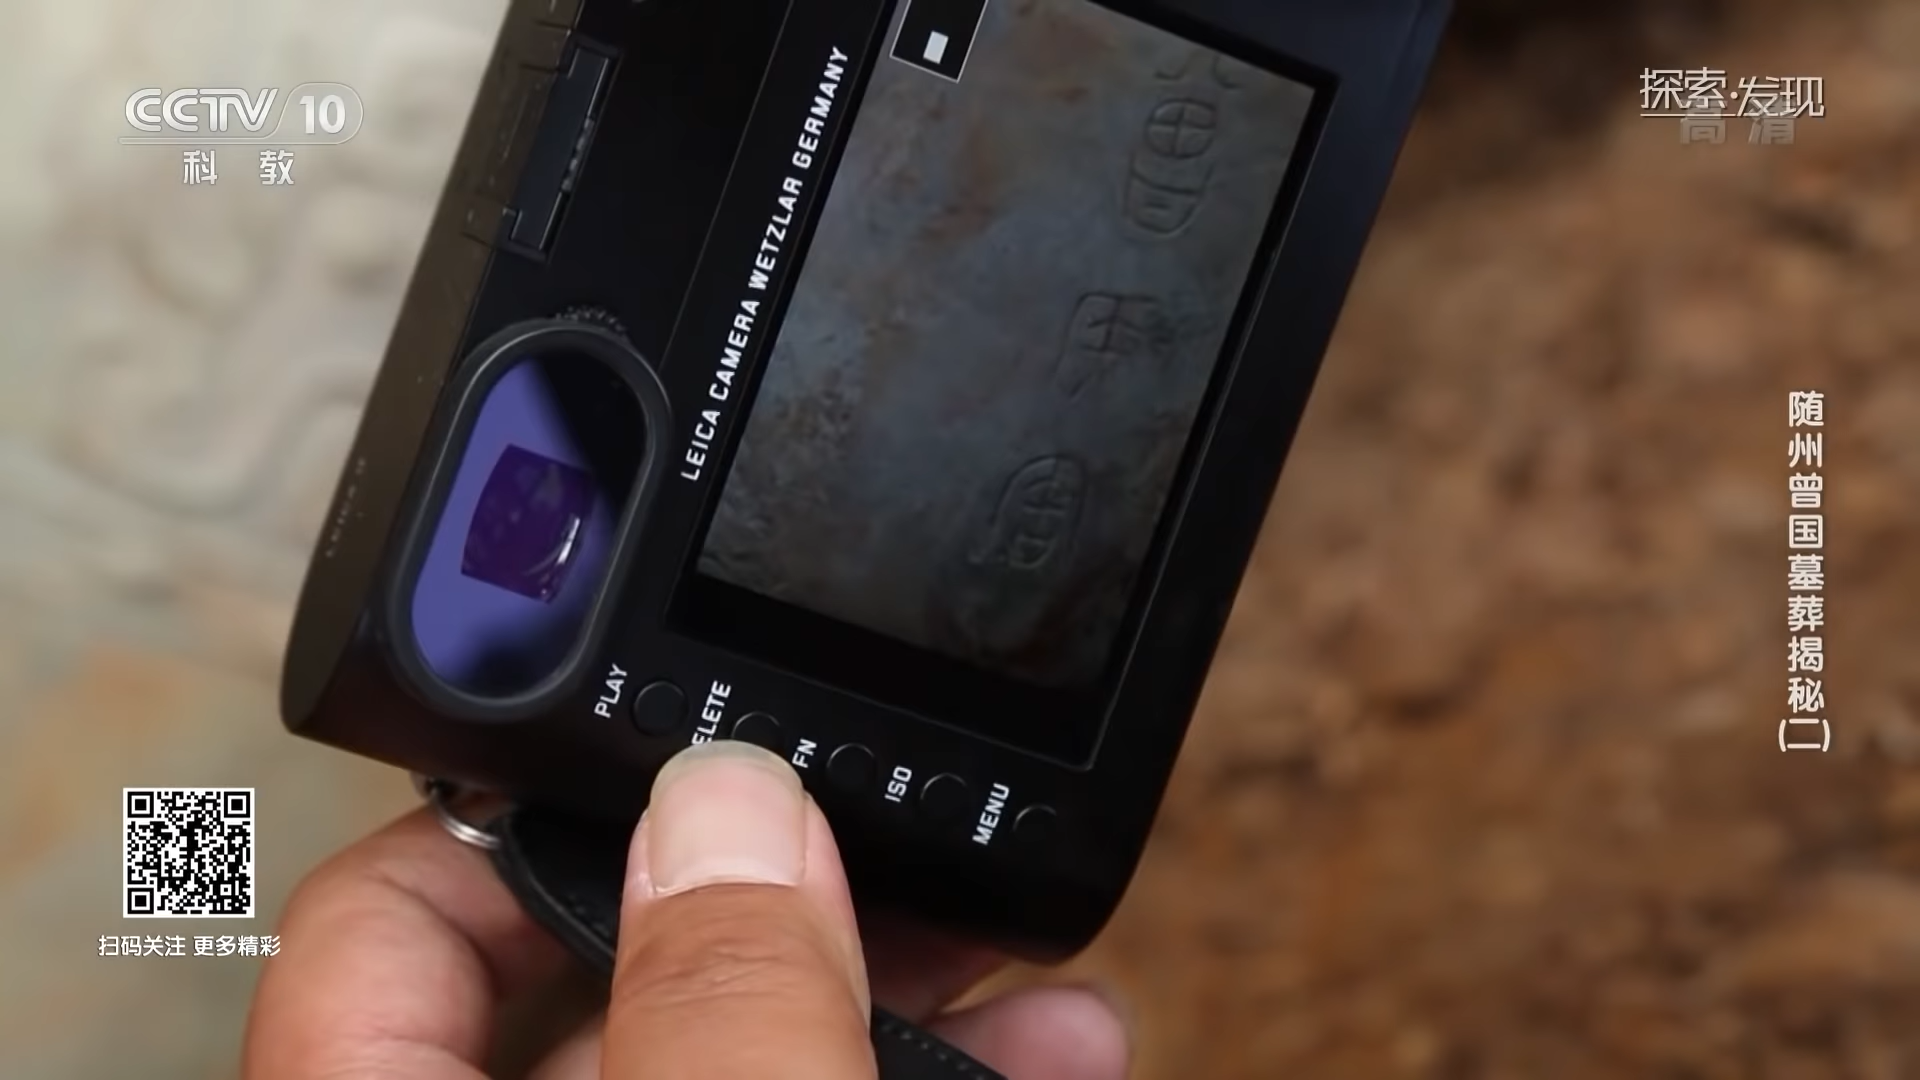 CCTV 10
科 教
探索·发现
高 清
LEICA CAMERA WETZLAR GERMANY
随州曾国墓葬揭秘(二)
PLAY
DELETE
FN
ISO
MENU
扫码关注 更多精彩